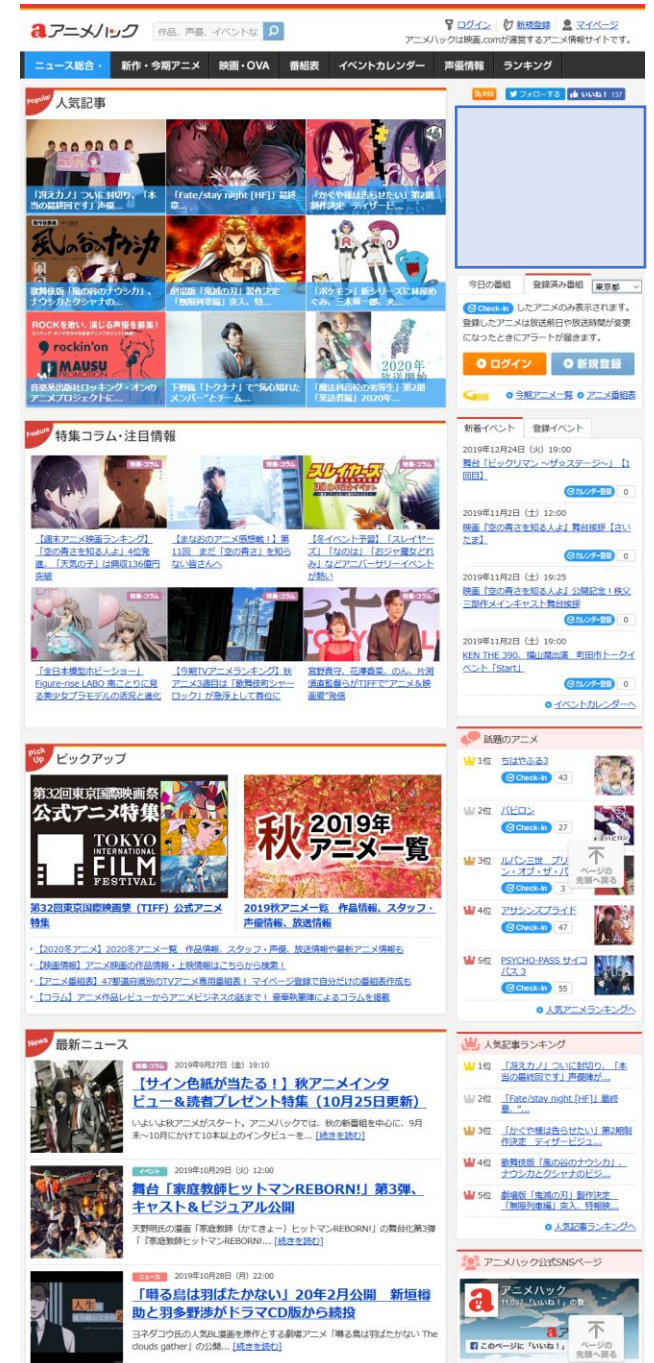 アニメハック
作品、声優、イベントな
ログイン 新規登録 マイページ
アニメハックは映画.comが運営するアニメ情報サイトです。
ニュース総合 新作・今期アニメ 映画・OVA 番組表 イベントカレンダー 声優情報 ランキング
Popular
人気記事
「冴えカノ」ついに封切り、「本
当の最終回です」声優...
「Fate/stay night [HF]」最終
章...
「かぐや様は告らせたい」第2期
制作決定 ティザービ...
風の谷のナウシカ
歌舞伎版「風の谷のナウシカ」、
ナウシカとクシャナの...
劇場版「鬼滅の刃」製作決定
「無限列車編」突入、特...
「ポケモン」新シリーズに林原め
ぐみ、三木眞一郎、犬...
ROCKを歌い、演じる声優を募集!
rockin'on
MAUSU
PROMOTION
音楽業出版社ロッキング・オンの
アニメプロジェクトに...
下野紘「トクナナ」で"気心知れた
メンバー"とチーム...
2020年
放送開始
「魔法科高校の劣等生」第2期
「来訪者編」2020年...
Feature
特集コラム・注目情報
特集・コラム
特集・コラム
スレイヤーズ
特集・コラム
【週末アニメ映画ランキング】
「空の青さを知る人よ」4位発
進、「天気の子」は興収136億円
突破
【まなおのアニメ感想戦!】第
11回 まだ「空の青さ」を知ら
ない皆さんへ
【冬イベント予習】「スレイヤー
ズ」「なのは」「おジャ魔女どれ
み」などアニバーサリーイベント
が熱い
特集・コラム
特集・コラム
特集・コラム
「全日本模型ホビーショー」
Figure-rise LABO 南ことりに見
る美少女プラモデルの活況と進化
【今期TVアニメランキング】秋
アニメ3週目は「歌舞伎町シャー
ロック」が急浮上して首位に
宮野真守、花澤香菜、のん、片渕
須直監督らがTIFFで"アニメ&映
画愛"発信
Pick Up
ピックアップ
第32回東京国際映画祭
公式アニメ特集
TOKYO
INTERNATIONAL
FILM
FESTIVAL
秋 2019年
アニメ一覧
第32回東京国際映画祭(TIFF)公式アニメ
特集
2019秋アニメ一覧 作品情報、スタッフ・
声優情報、放送情報
・【2020冬アニメ】2020冬アニメ一覧 作品情報、スタッフ・声優、放送情報や最新アニメ情報も
・【映画情報】アニメ映画の作品情報・上映情報はこちらから検索!
・【アニメ番組表】47都道府県別のTVアニメ専用番組表! マイページ登録で自分だけの番組表作成も
・【コラム】アニメ作品レビューからアニメビジネスの話まで! 豪華執筆陣によるコラムを掲載
News
最新ニュース
特集・コラム 2019年9月27日(金) 19:10
【サイン色紙が当たる!】秋アニメインタ
ビュー&読者プレゼント特集(10月25日更新)
いよいよ秋アニメがスタート。アニメハックでは、秋の新番組を中心に、9月
末~10月にかけて10本以上のインタビューを... [続きを読む]
イベント 2019年10月29日(火) 12:00
舞台「家庭教師ヒットマンREBORN!」第3弾、
キャスト&ビジュアル公開
天野明氏の漫画「家庭教師(かてきょー)ヒットマンREBORN!」の舞台化第3弾
「『家庭教師ヒットマンREBORN!... [続きを読む]
ニュース 2019年10月28日(月) 22:00
「囀る鳥は羽ばたかない」20年2月公開 新垣樽
助と羽多野渉がドラマCD版から続投
ヨネダコウ氏の人気BL漫画を原作とする劇場アニメ「囀る鳥は羽ばたかない The
clouds gather」の公開... [続きを読む]
RSS フォローする いいね! 137
今日の番組 登録済み番組 東京都
Check-in したアニメのみ表示されます。
登録したアニメは放送前日や放送時間が変更
になったときにアラートが届きます。
ログイン 新規登録
今期アニメ一覧 アニメ番組表
新着イベント 登録イベント
2019年12月24日(火) 19:00
舞台「ビックリマン ~ザ☆ステージ~」【1
回目】
カレンダー登録 0
2019年11月2日(土) 12:00
映画『空の青さを知る人よ』舞台挨拶【さい
たま】
カレンダー登録 0
2019年11月2日(土) 19:25
映画『空の青さを知る人よ』公開記念!秩父
三部作メインキャスト舞台挨拶
カレンダー登録 0
2019年11月2日(土) 19:00
KEN THE 390、福山潤出演 町田市トークイ
ベント「Start」
カレンダー登録 0
イベントカレンダーへ
話題のアニメ
1位 ちはやふる3
Check-in 43
2位 バビロン
Check-in 27
3位 ルパン三世 プリ
ン・オブ・ザ・パ
Check-in 3
4位 アサシンズプライド
Check-in 47
5位 PSYCHO-PASS サイコ
パス 3
Check-in 55
人気アニメランキングへ
ページの
先頭へ戻る
人気記事ランキング
1位 「冴えカノ」ついに封切り、「本
当の最終回です」声優陣が...
2位 「Fate/stay night [HF]」最終
章、"...
3位 「かぐや様は告らせたい」第2期制
作決定 ティザービジュ...
4位 歌舞伎版「風の谷のナウシカ」、
ナウシカとクシャナのビジ...
5位 劇場版「鬼滅の刃」製作決定
「無限列車編」突入、特報映...
人気記事ランキングへ
アニメハック公式SNSページ
アニメハック
11,097「いいね!」の数
このページに「いいね!」
ページの
先頭へ戻る